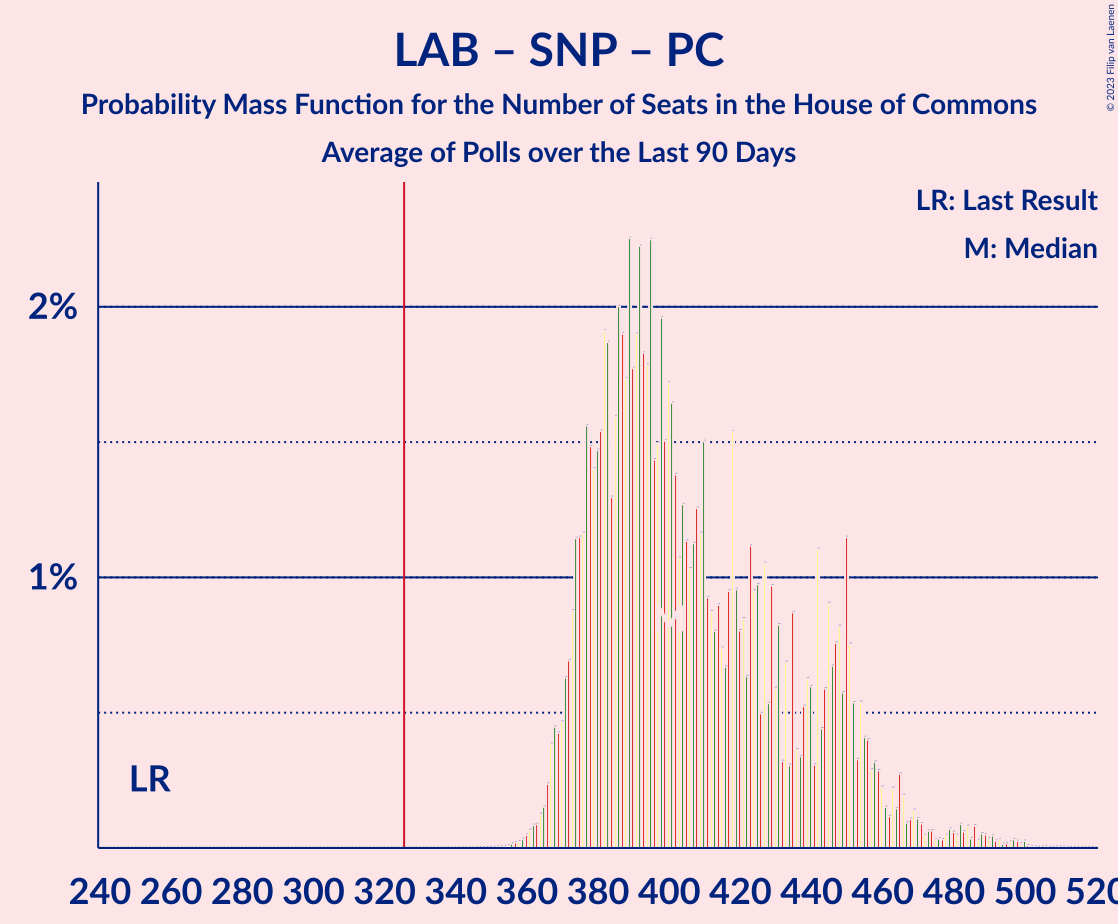 LAB – SNP – PC
Probability Mass Function for the Number of Seats in the House of Commons
Average of Polls over the Last 90 Days
© 2023 Filip van Laenen
LR: Last Result
M: Median
2%
1%
LR
240 260 280 300 320 340 360 380 400 420 440 460 480 500 520